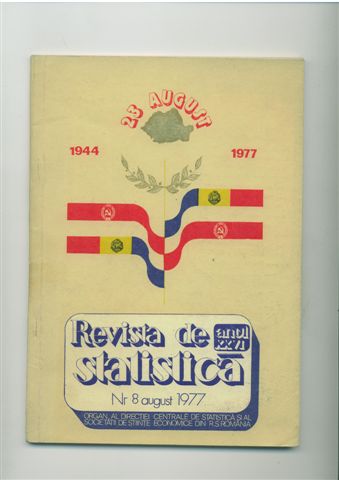 23 AUGUST
1944 1977
Revista de anul XXVI
statistică
Nr 8 august 1977
ORGAN AL DIRECȚIEI CENTRALE DE STATISTICĂ ȘI AL
SOCIETĂȚII DE ȘTIINȚE ECONOMICE DIN R.S. ROMÂNIA